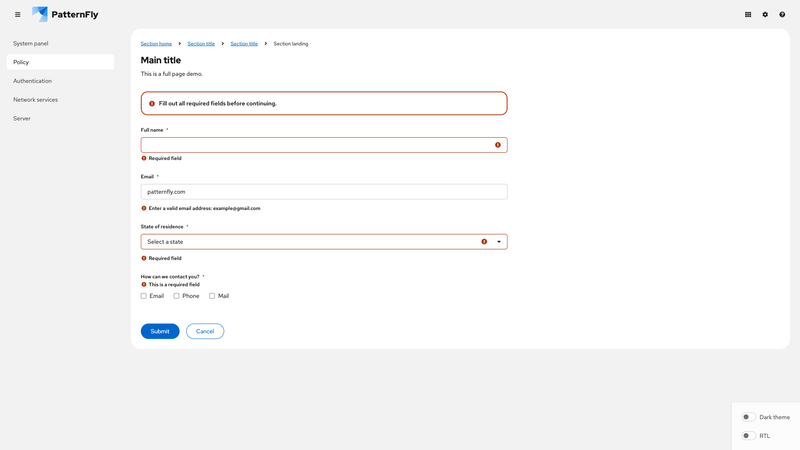 PatternFly
System panel
Policy
Authentication
Network services
Server
Section home > Section title > Section title > Section landing
Main title
This is a full page demo.
Fill out all required fields before continuing.
Full name *
Required field
Email *
patternfly.com
Enter a valid email address: example@gmail.com
State of residence *
Select a state
Required field
How can we contact you? *
This is a required field
Email Phone Mail
Submit Cancel
Dark theme
RTL